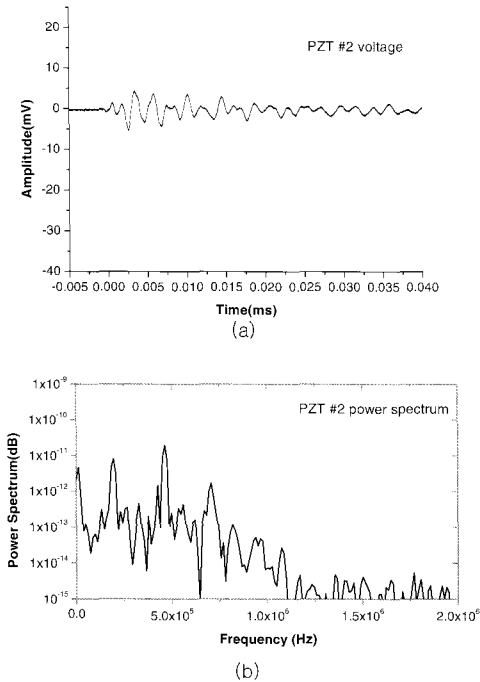 20
10
0
-10
-20
-30
-40
Amplitude(mV)
PZT #2 voltage
-0.005 0.000 0.005 0.010 0.015 0.020 0.025 0.030 0.035 0.040
Time(ms)
(a)
1x10⁻⁹
1x10⁻¹⁰
1x10⁻¹¹
1x10⁻¹²
1x10⁻¹³
1x10⁻¹⁴
10⁻¹⁵
Power Spectrum(dB)
PZT #2 power spectrum
0.0 5.0x10⁵ 1.0x10⁶ 1.5x10⁶ 2.0x10⁶
Frequency (Hz)
(b)